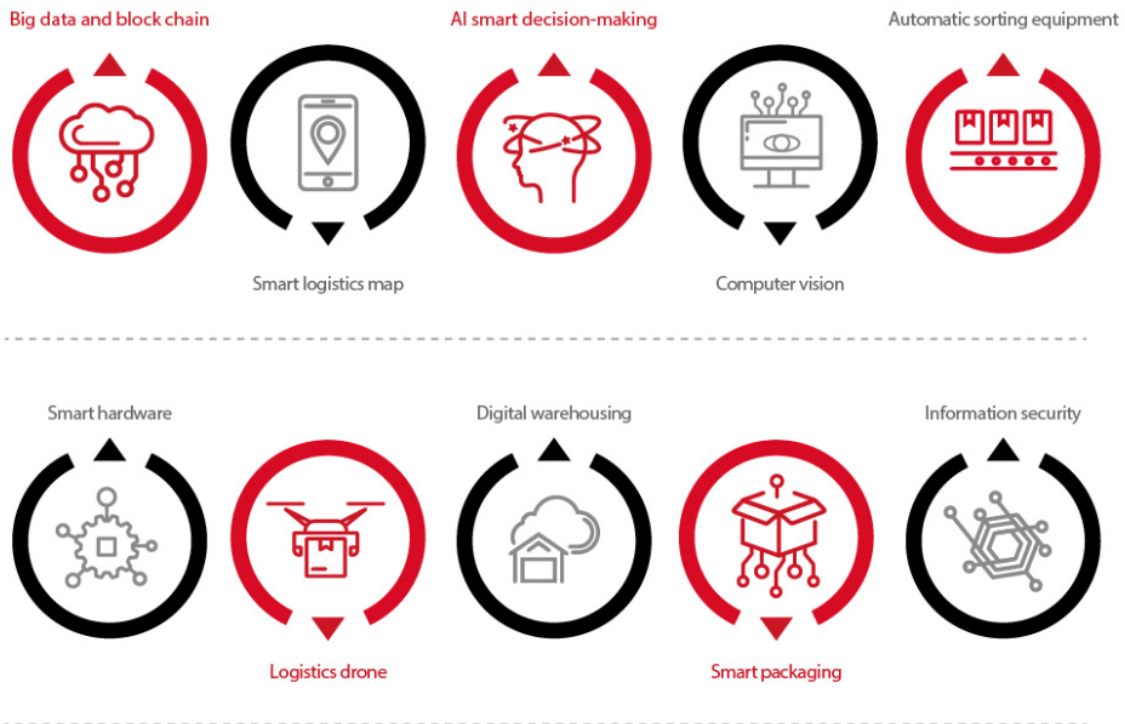 Big data and block chain
AI smart decision-making
Automatic sorting equipment
Smart logistics map
Computer vision
Smart hardware
Digital warehousing
Information security
Logistics drone
Smart packaging